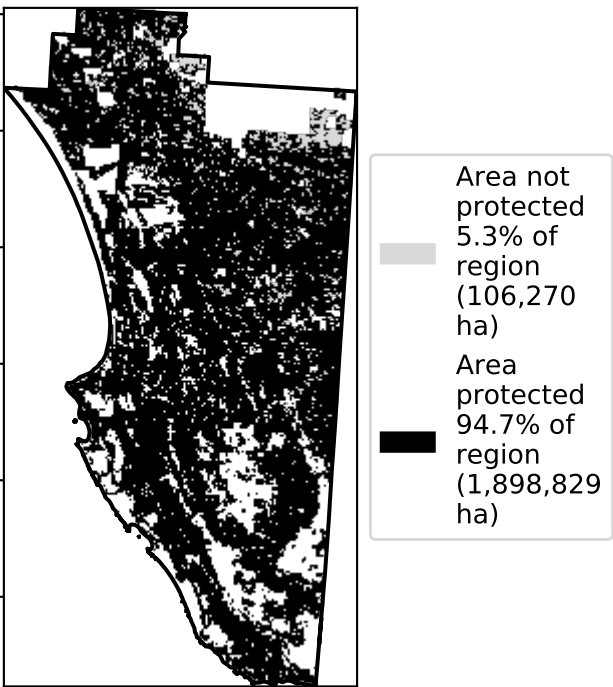 Area not
protected
5.3% of
region
(106,270
ha)
Area
protected
94.7% of
region
(1,898,829
ha)